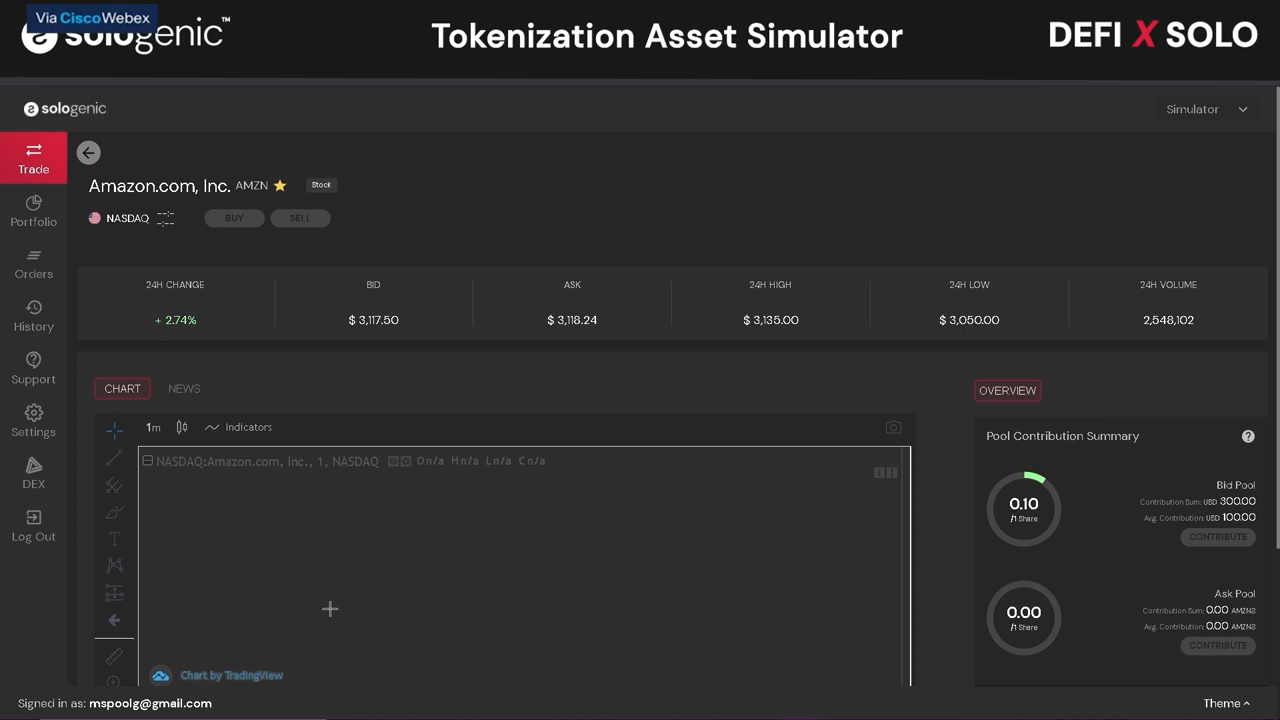 Via CiscoWebex
sologenic™
Tokenization Asset Simulator
DEFI X SOLO
sologenic
Simulator
Trade
Portfolio
Orders
History
Support
Settings
DEX
Log Out
Amazon.com, Inc. AMZN Stock
NASDAQ BUY SELL
24H CHANGE BID ASK 24H HIGH 24H LOW 24H VOLUME
+ 2.74% $ 3,117.50 $ 3,118.24 $ 3,135.00 $ 3,050.00 2,548,102
CHART NEWS
1m Indicators
NASDAQ:Amazon.com, Inc., 1, NASDAQ On/a Hn/a Ln/a Cn/a
Chart by TradingView
OVERVIEW
Pool Contribution Summary ?
0.10
/1 Share
Bid Pool
Contribution Sum: USD 300.00
Avg. Contribution: USD 100.00
CONTRIBUTE
0.00
/1 Share
Ask Pool
Contribution Sum: 0.00 AMZNS
Avg. Contribution: 0.00 AMZNS
CONTRIBUTE
Signed in as: mspoolg@gmail.com
Theme